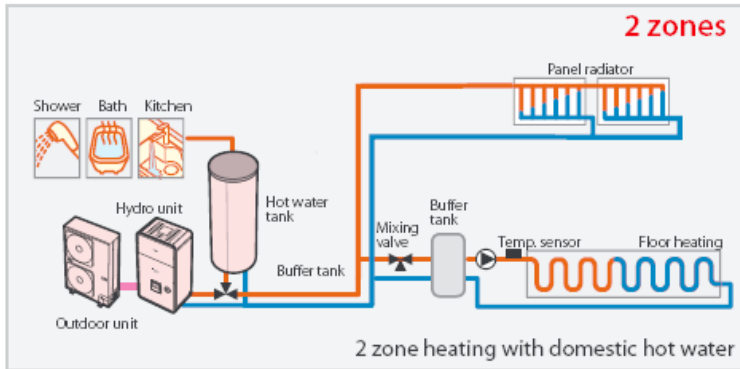 2 zones
Panel radiator
Shower
Bath
Kitchen
Hot water
tank
Hydro unit
Buffer
tank
Mixing
valve
Temp. sensor
Floor heating
Buffer tank
Outdoor unit
2 zone heating with domestic hot water